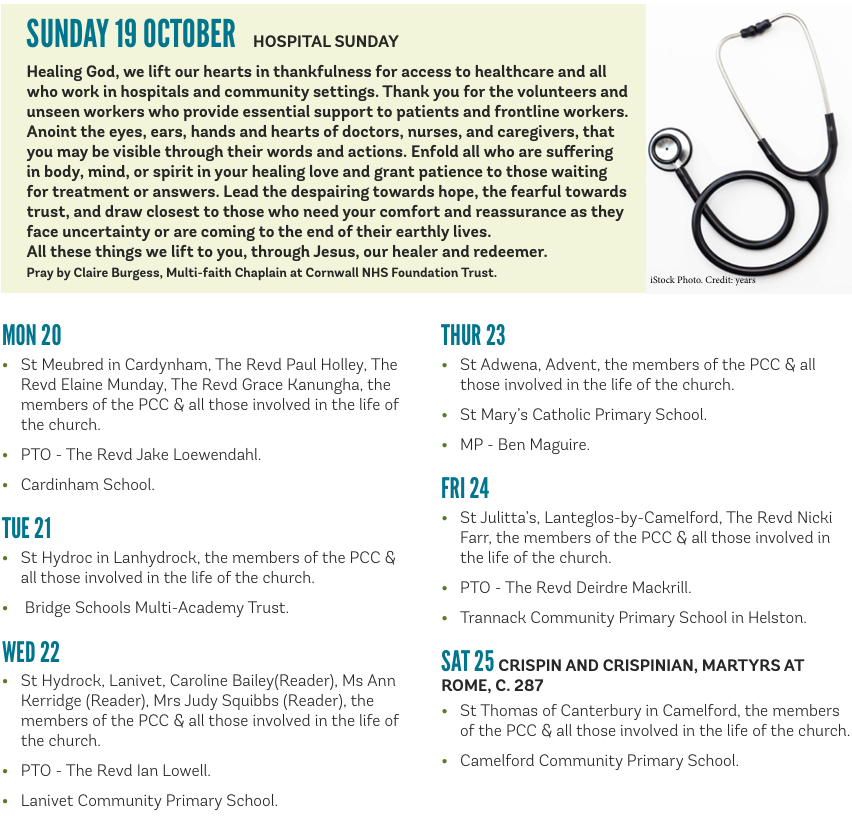 SUNDAY 19 OCTOBER HOSPITAL SUNDAY
Healing God, we lift our hearts in thankfulness for access to healthcare and all
who work in hospitals and community settings. Thank you for the volunteers and
unseen workers who provide essential support to patients and frontline workers.
Anoint the eyes, ears, hands and hearts of doctors, nurses, and caregivers, that
you may be visible through their words and actions. Enfold all who are suffering
in body, mind, or spirit in your healing love and grant patience to those waiting
for treatment or answers. Lead the despairing towards hope, the fearful towards
trust, and draw closest to those who need your comfort and reassurance as they
face uncertainty or are coming to the end of their earthly lives.
All these things we lift to you, through Jesus, our healer and redeemer.
Pray by Claire Burgess, Multi-faith Chaplain at Cornwall NHS Foundation Trust.
iStock Photo. Credit: years
MON 20
• St Meubred in Cardynham, The Revd Paul Holley, The
Revd Elaine Munday, The Revd Grace Kanungha, the
members of the PCC & all those involved in the life of
the church.
• PTO - The Revd Jake Loewendahl.
• Cardinham School.
TUE 21
• St Hydroc in Lanhydrock, the members of the PCC &
all those involved in the life of the church.
• Bridge Schools Multi-Academy Trust.
WED 22
• St Hydrock, Lanivet, Caroline Bailey(Reader), Ms Ann
Kerridge (Reader), Mrs Judy Squibbs (Reader), the
members of the PCC & all those involved in the life of
the church.
• PTO - The Revd Ian Lowell.
• Lanivet Community Primary School.
THUR 23
• St Adwena, Advent, the members of the PCC & all
those involved in the life of the church.
• St Mary's Catholic Primary School.
• MP - Ben Maguire.
FRI 24
• St Julitta's, Lanteglos-by-Camelford, The Revd Nicki
Farr, the members of the PCC & all those involved in
the life of the church.
• PTO - The Revd Deirdre Mackrill.
• Trannack Community Primary School in Helston.
SAT 25 CRISPIN AND CRISPINIAN, MARTYRS AT
ROME, C. 287
• St Thomas of Canterbury in Camelford, the members
of the PCC & all those involved in the life of the church.
• Camelford Community Primary School.